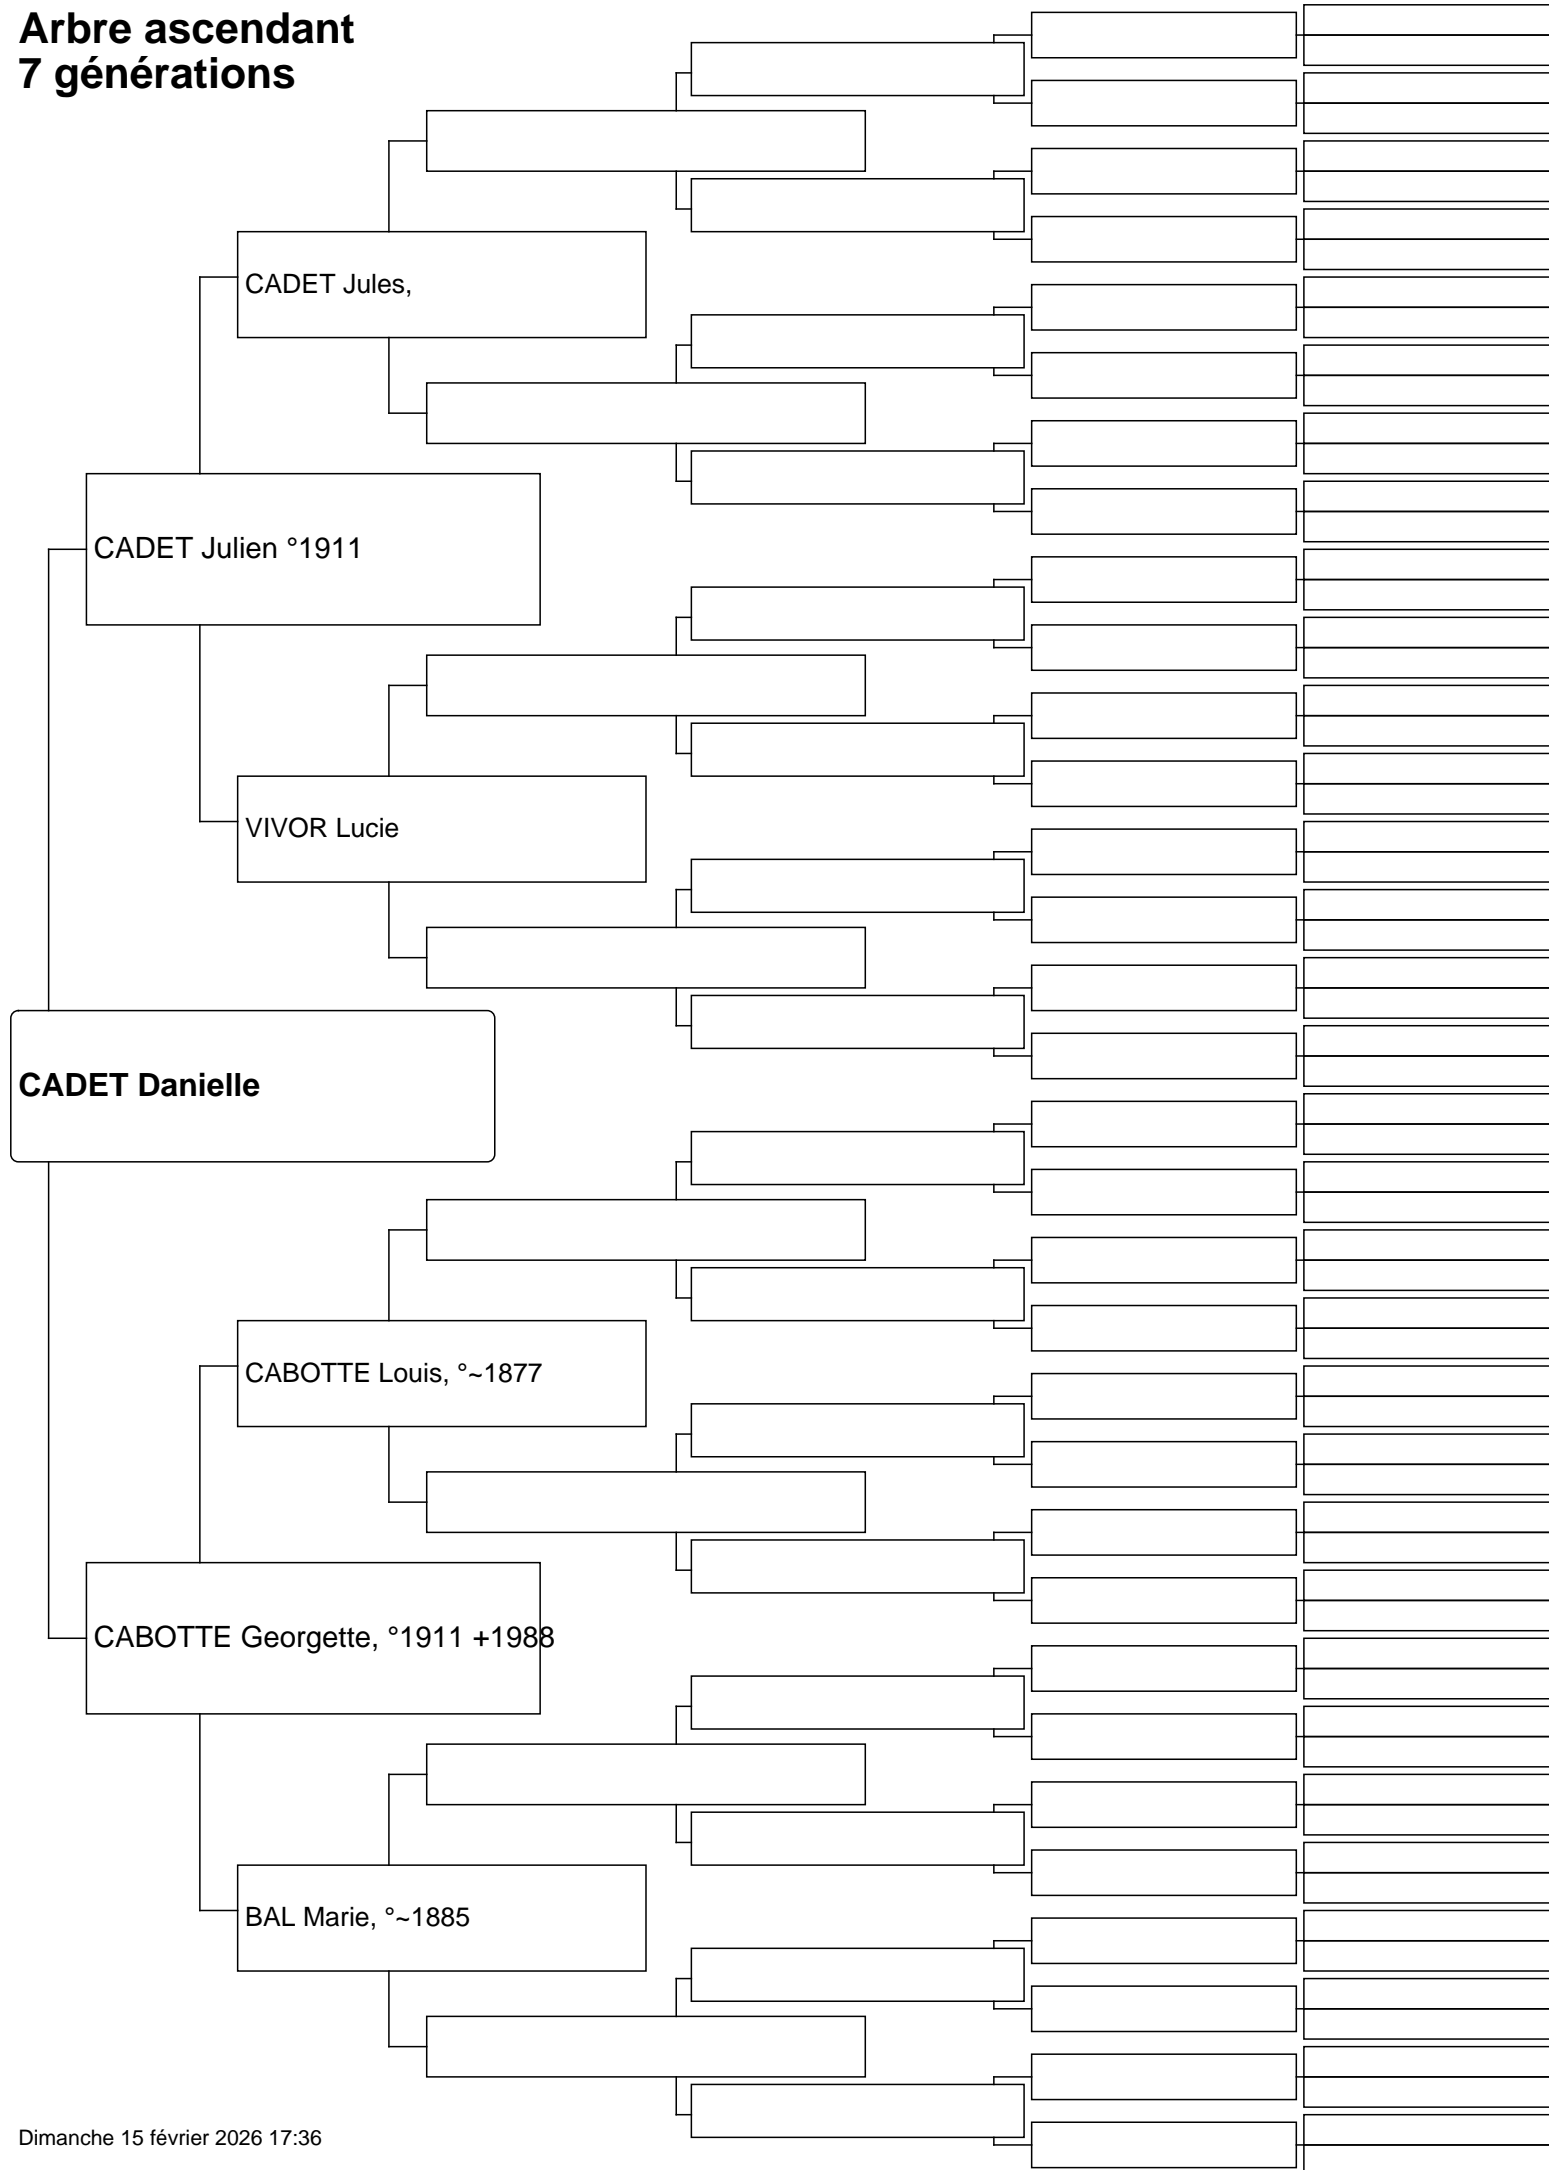 Arbre ascendant
7 générations
CADET Jules,
CADET Julien °1911
VIVOR Lucie
CADET Danielle
CABOTTE Louis, °~1877
CABOTTE Georgette, °1911 +1988
BAL Marie, °~1885
Dimanche 15 février 2026 17:36